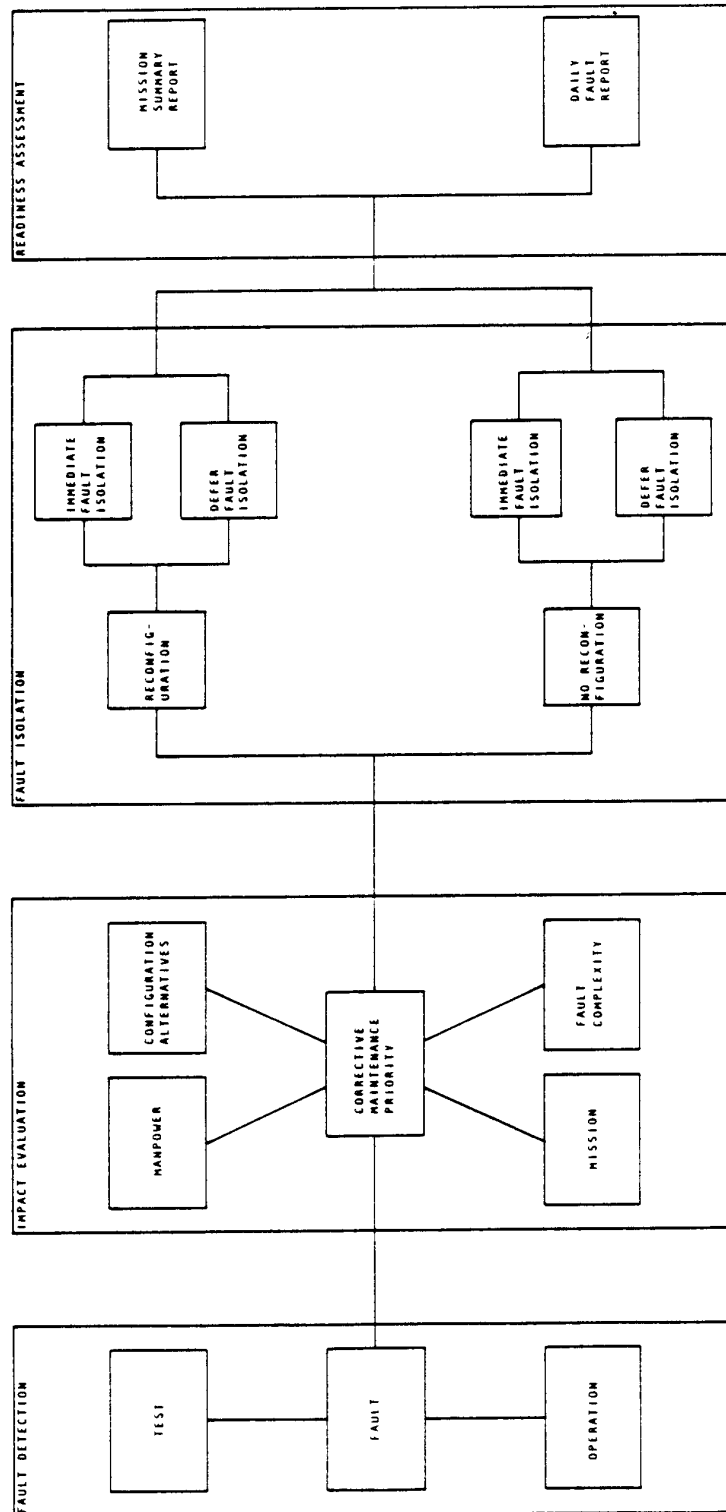 FAULT DETECTION
TEST
FAULT
OPERATION
IMPACT EVALUATION
MANPOWER
CONFIGURATION
ALTERNATIVES
CORRECTIVE
MAINTENANCE
PRIORITY
MISSION
FAULT
COMPLEXITY
FAULT ISOLATION
RECONFIG-
URATION
IMMEDIATE
FAULT
ISOLATION
DEFER
FAULT
ISOLATION
NO RECON-
FIGURATION
IMMEDIATE
FAULT
ISOLATION
DEFER
FAULT
ISOLATION
READINESS ASSESSMENT
MISSION
SUMMARY
REPORT
DAILY
FAULT
REPORT